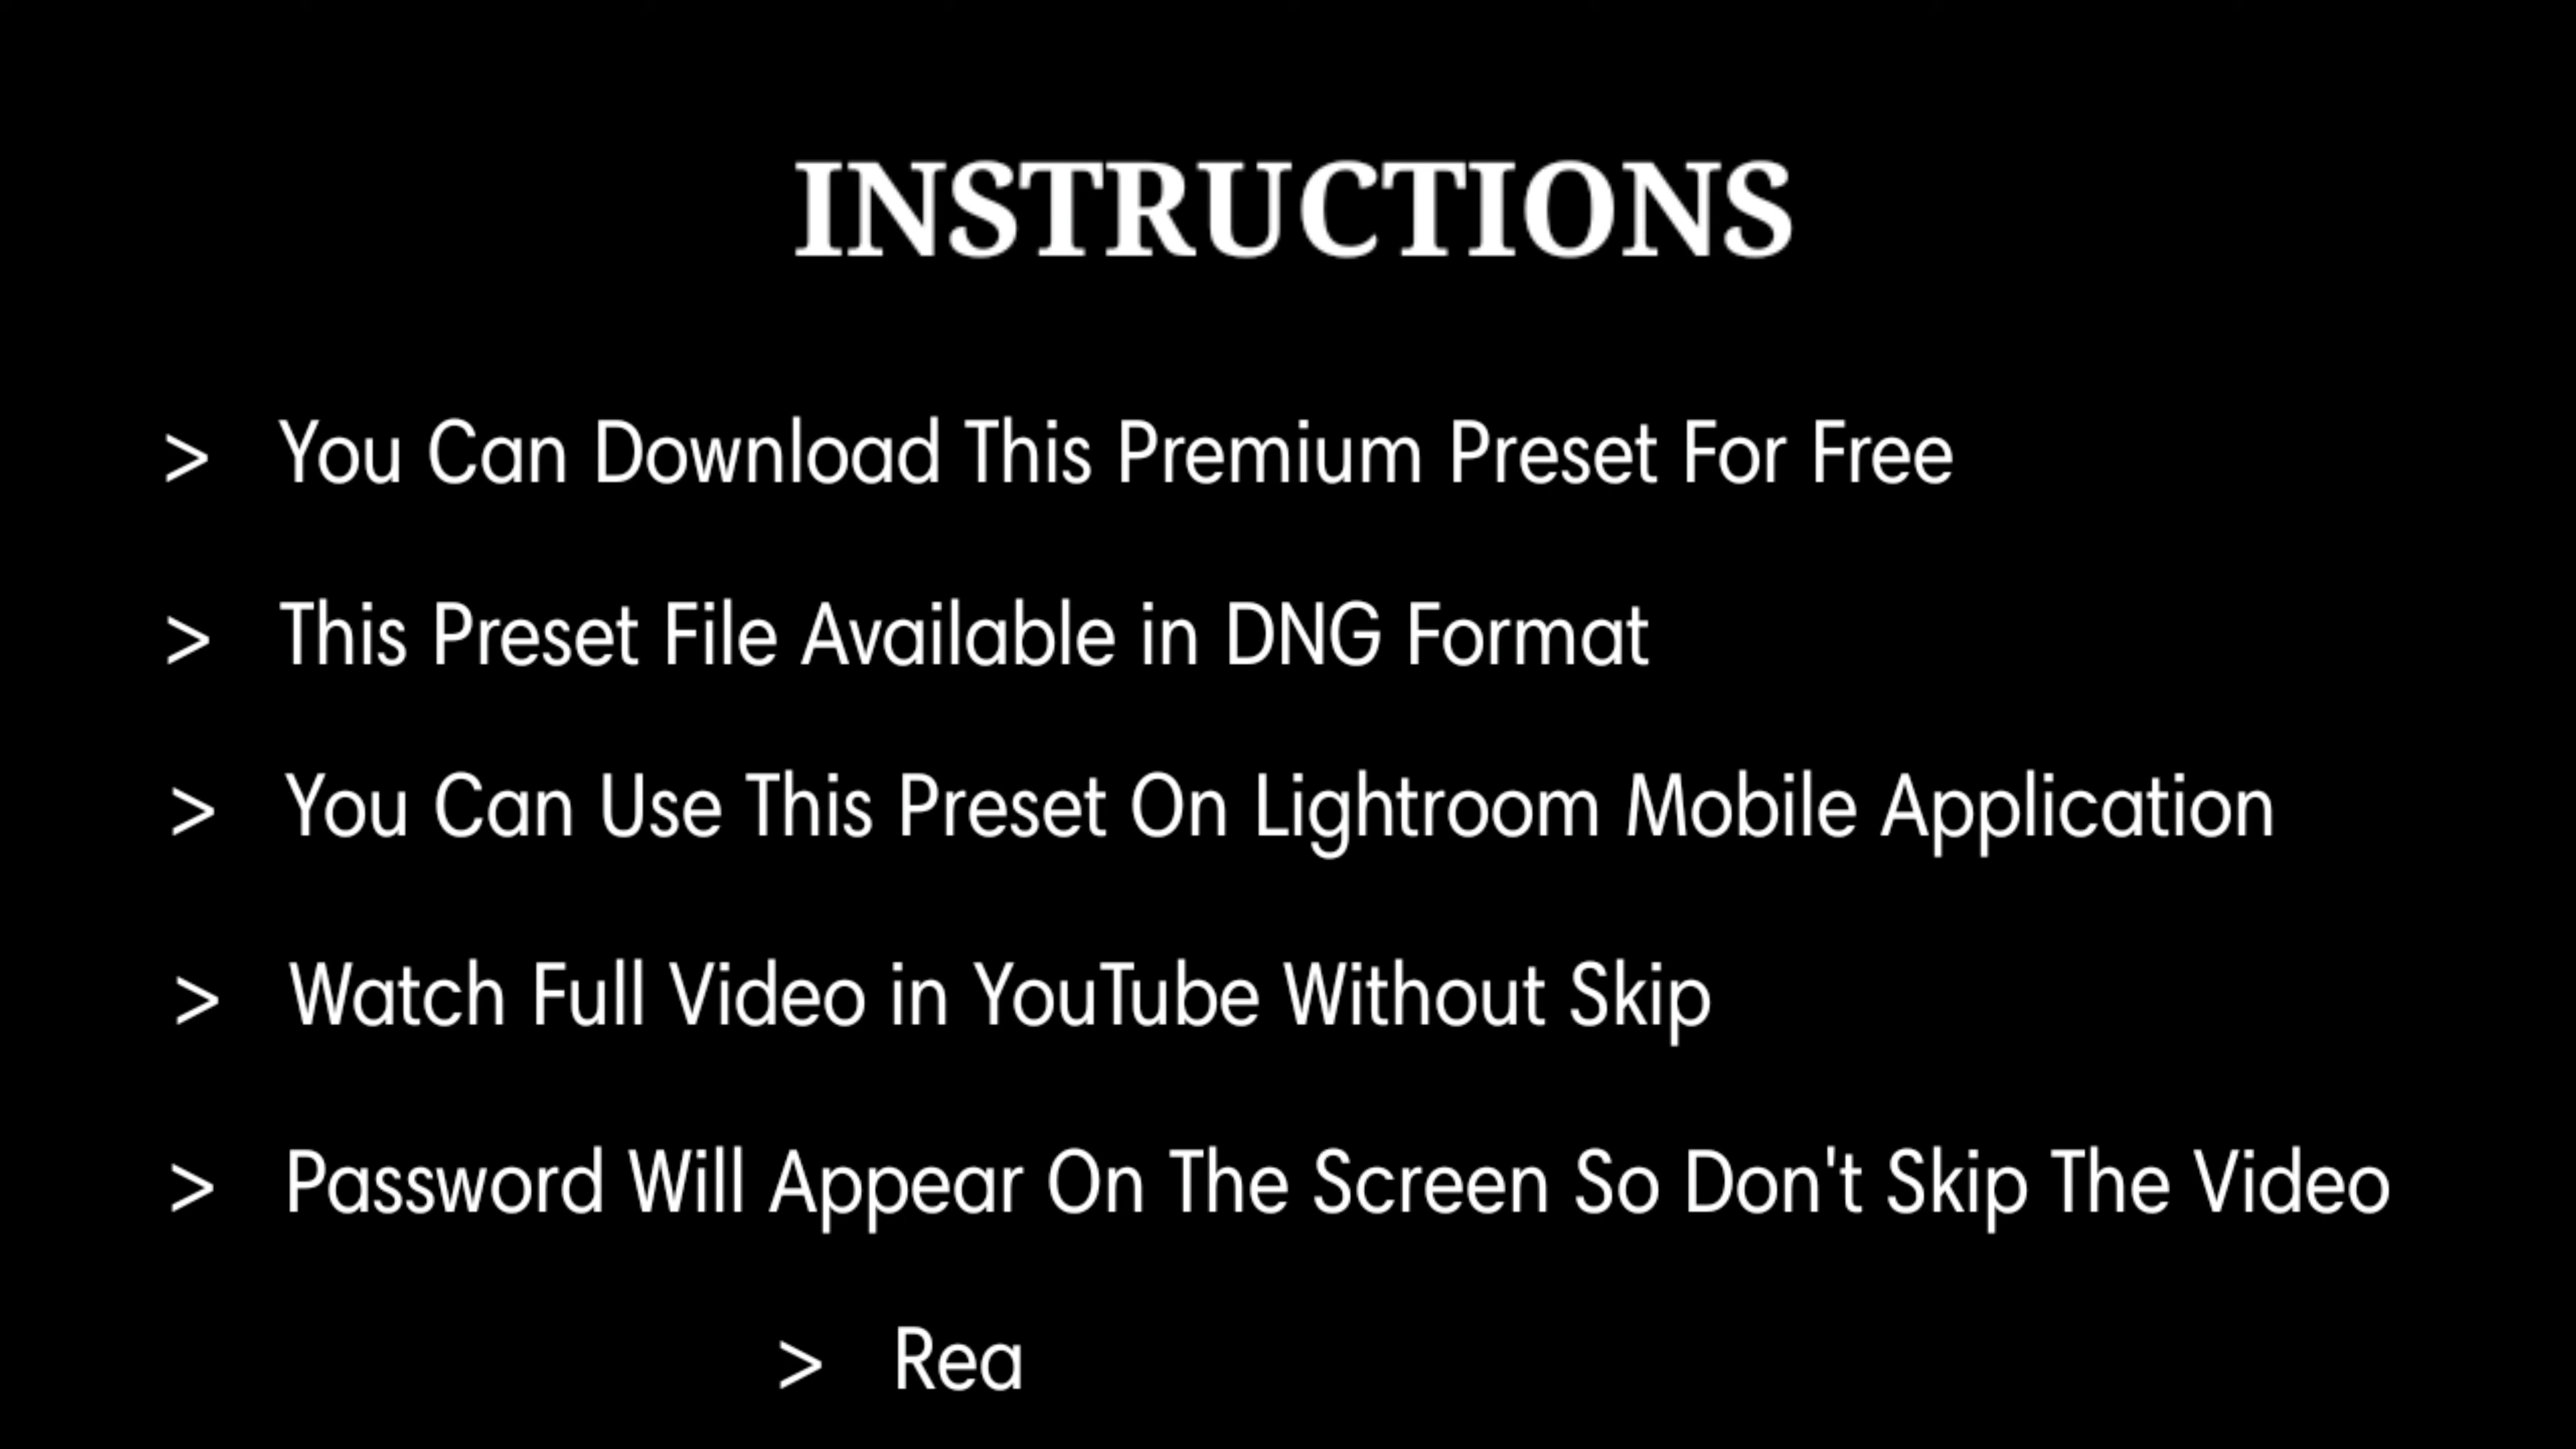 INSTRUCTIONS
> You Can Download This Premium Preset For Free
> This Preset File Available in DNG Format
> You Can Use This Preset On Lightroom Mobile Application
> Watch Full Video in YouTube Without Skip
> Password Will Appear On The Screen So Don't Skip The Video
> Rea